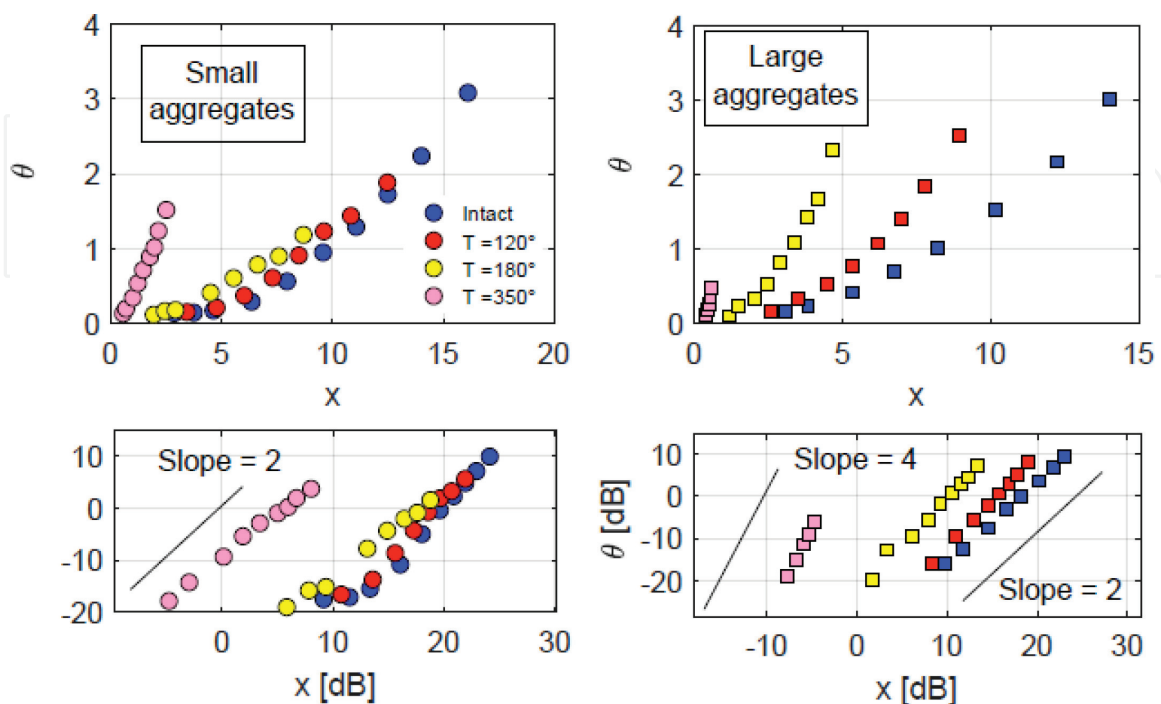 4
3
2
1
0
θ
Small
aggregates
Intact
T =120°
T =180°
T =350°
0
5
10
15
20
x
4
3
2
1
0
θ
Large
aggregates
0
5
10
15
x
10
0
-10
-20
Slope = 2
0
10
20
30
x [dB]
10
0
-10
-20
θ [dB]
Slope = 4
Slope = 2
-10
0
10
20
30
x [dB]